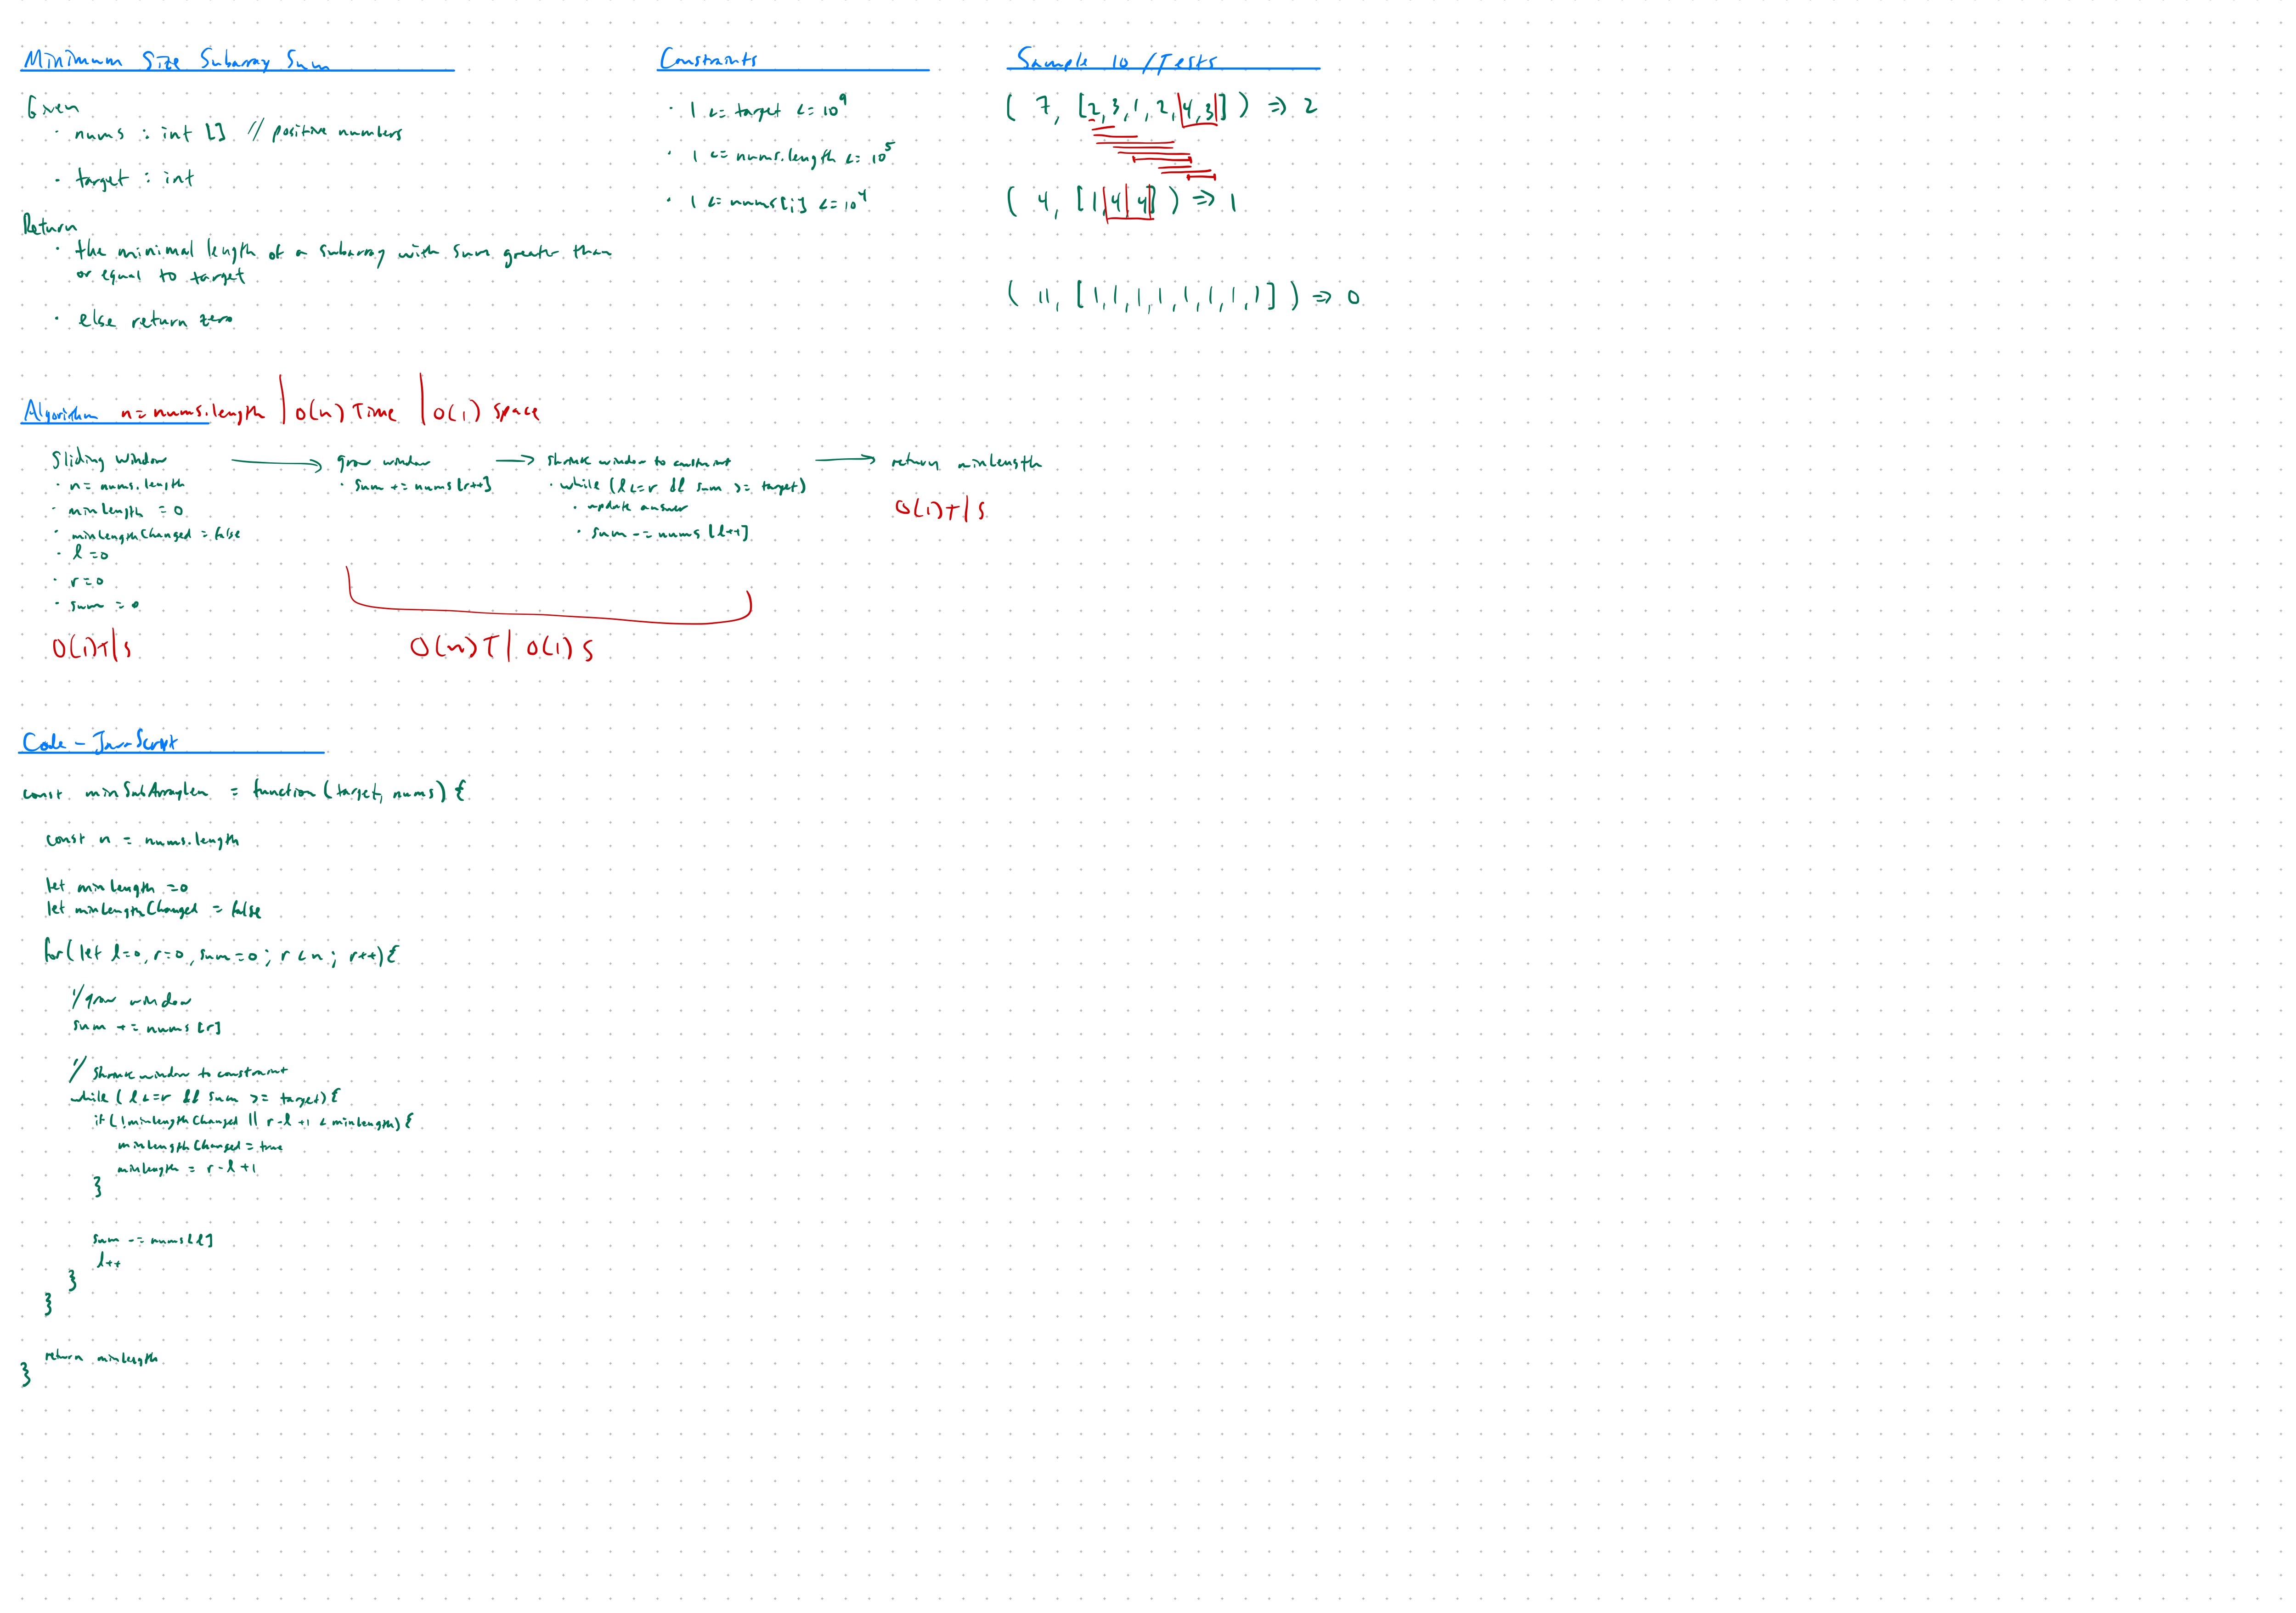 Minimum Size Subarray Sum
Given
· nums : int [] // positive numbers
· target : int
Return
· the minimal length of a subarray with sum greater than
or equal to target
· else return zero
Constraints
· 1 <= target <= 10^9
· 1 <= nums.length <= 10^5
· 1 <= nums[i] <= 10^4
Sample IO / Tests
( 7, [2,3,1,2,4,3] ) => 2
( 4, [1,4,4] ) => 1
( 11, [1,1,1,1,1,1,1,1] ) => 0
Algorithm n = nums.length | O(n) Time | O(1) Space
Sliding Window
· n = nums.length
· minLength = 0
· minLengthChanged = false
· l = 0
· r = 0
· sum = 0
O(1)T|S
grow window
· sum += nums[r++]
shrink window to constraint
· while (l <= r && sum >= target)
· update answer
· sum -= nums[l++]
O(n)T | O(1)S
return minLength
O(1)T|S
Code - JavaScript
const minSubArrayLen = function(target, nums) {
const n = nums.length
let minLength = 0
let minLengthChanged = false
for(let l=0, r=0, sum=0; r < n; r++){
// grow window
sum += nums[r]
// shrink window to constraint
while ( l <= r && sum >= target){
if (!minLengthChanged || r-l+1 < minLength){
minLengthChanged = true
minLength = r-l+1
}
sum -= nums[l]
l++
}
}
return minLength
}